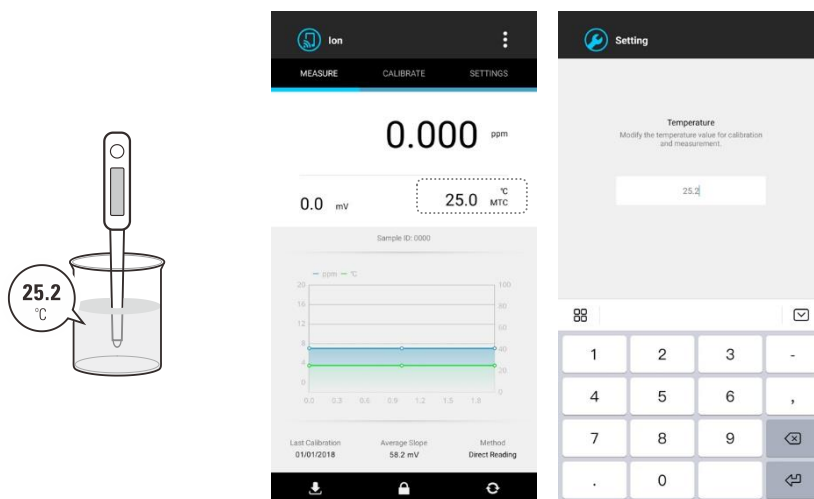 25.2
°C
Ion
MEASURE CALIBRATE SETTINGS
0.000 ppm
0.0 mV
25.0 °C
MTC
Sample ID: 0000
ppm °C
20 100
16 80
12 60
8 40
4 20
0 0
0.0 0.3 0.6 0.9 1.2 1.5 1.8
Last Calibration Average Slope Method
01/01/2018 58.2 mV Direct Reading
Setting
Temperature
Modify the temperature value for calibration
and measurement.
25.2
1 2 3 -
4 5 6 ,
7 8 9
. 0